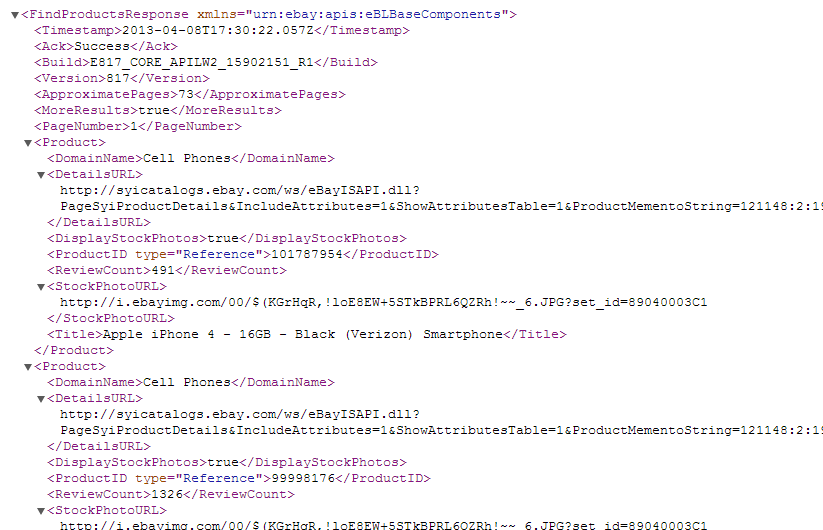 <FindProductsResponse xmlns="urn:ebay:apis:eBLBaseComponents">
<Timestamp>2013-04-08T17:30:22.057Z</Timestamp>
<Ack>Success</Ack>
<Build>E817_CORE_APILW2_15902151_R1</Build>
<Version>817</Version>
<ApproximatePages>73</ApproximatePages>
<MoreResults>true</MoreResults>
<PageNumber>1</PageNumber>
<Product>
<DomainName>Cell Phones</DomainName>
<DetailsURL>
http://syicatalogs.ebay.com/ws/eBayISAPI.dll?
PageSyiProductDetails&IncludeAttributes=1&ShowAttributesTable=1&ProductMementoString=121148:2:19
</DetailsURL>
<DisplayStockPhotos>true</DisplayStockPhotos>
<ProductID type="Reference">101787954</ProductID>
<ReviewCount>491</ReviewCount>
<StockPhotoURL>
http://i.ebayimg.com/00/$(KGrHqR,!loE8EW+5STkBPRL6QZRh!~~_6.JPG?set_id=89040003C1
</StockPhotoURL>
<Title>Apple iPhone 4 - 16GB - Black (Verizon) Smartphone</Title>
</Product>
<Product>
<DomainName>Cell Phones</DomainName>
<DetailsURL>
http://syicatalogs.ebay.com/ws/eBayISAPI.dll?
PageSyiProductDetails&IncludeAttributes=1&ShowAttributesTable=1&ProductMementoString=121148:2:19
</DetailsURL>
<DisplayStockPhotos>true</DisplayStockPhotos>
<ProductID type="Reference">99998176</ProductID>
<ReviewCount>1326</ReviewCount>
<StockPhotoURL>
http://i.ebayimg.com/00/$(KGrHqR,!loE8EW+5STkBPRL6QZRh!~~_6.JPG?set_id=89040003C1